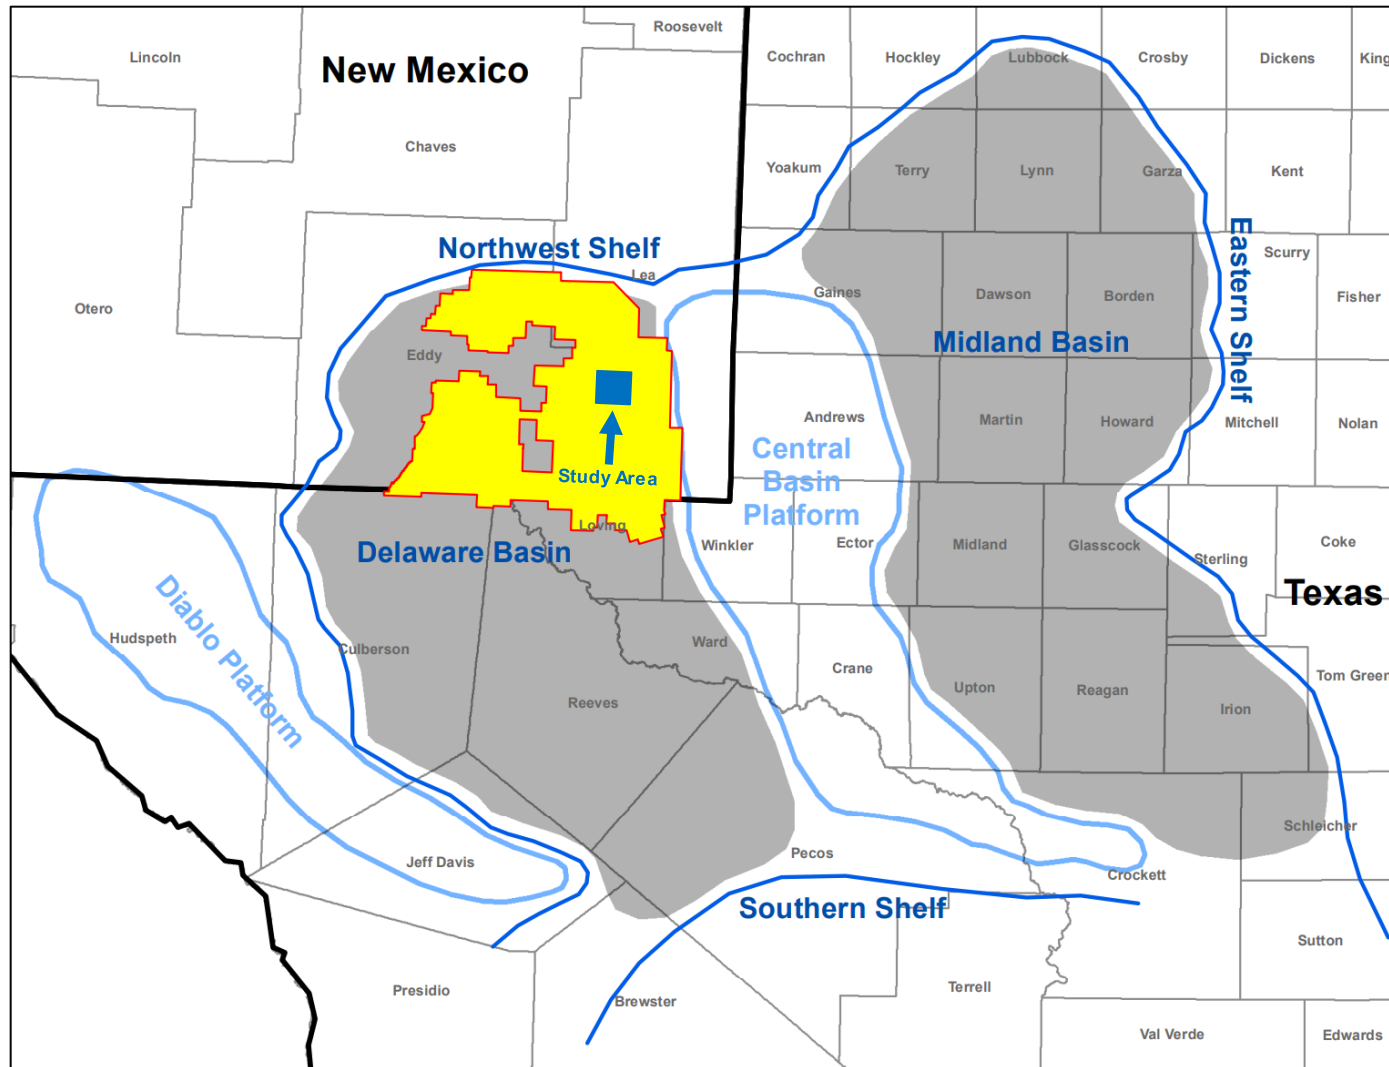 Roosevelt
Lincoln
New Mexico
Cochran
Hockley
Lubbock
Crosby
Dickens
King
Chaves
Yoakum
Terry
Lynn
Garza
Kent
Northwest Shelf
Lea
Eastern Shelf
Scurry
Otero
Gaines
Dawson
Borden
Fisher
Eddy
Midland Basin
Andrews
Martin
Howard
Mitchell
Nolan
Study Area
Central
Basin
Platform
Loving
Delaware Basin
Winkler
Ector
Midland
Glasscock
Sterling
Coke
Texas
Diablo Platform
Hudspeth
Culberson
Ward
Crane
Upton
Reagan
Irion
Tom Green
Reeves
Jeff Davis
Pecos
Crockett
Schleicher
Southern Shelf
Sutton
Presidio
Brewster
Terrell
Val Verde
Edwards